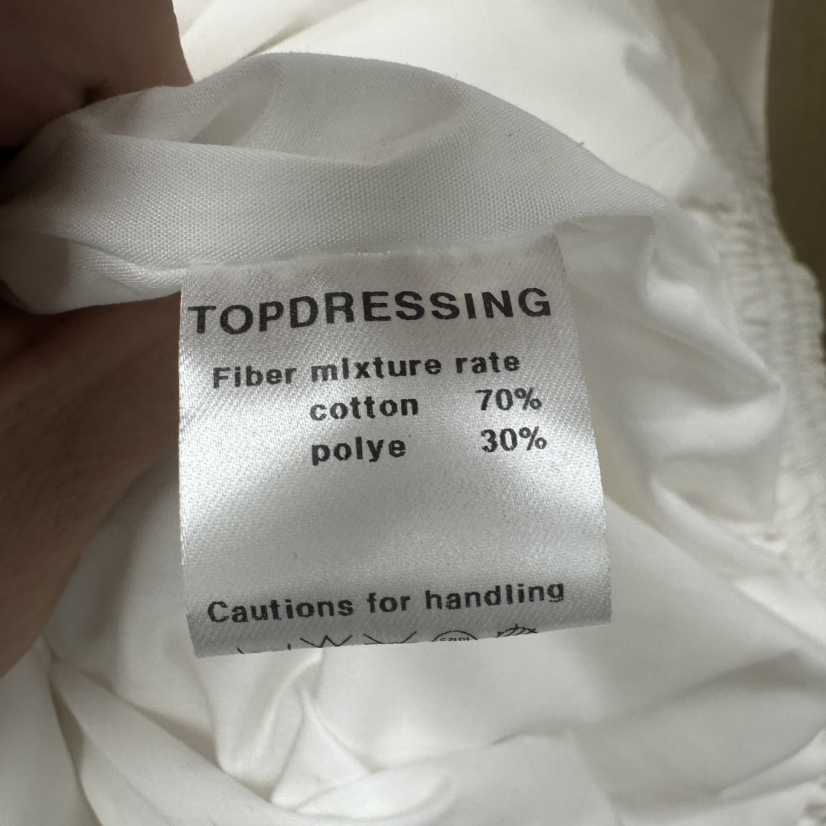 TOPDRESSING
Fiber mixture rate
cotton 70%
polye 30%
Cautions for handling